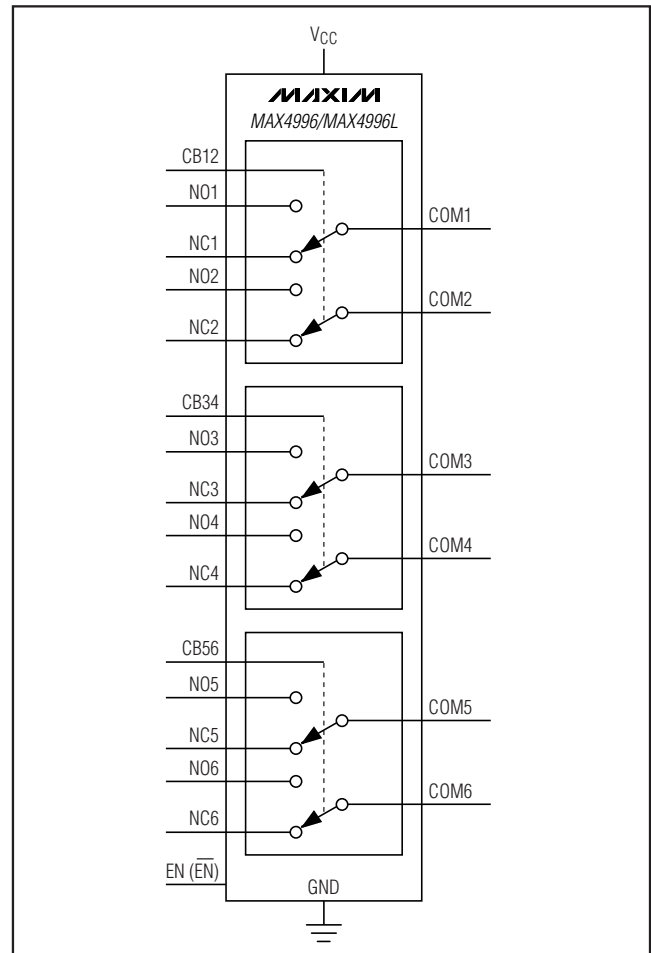 VCC
MAXIM
MAX4996/MAX4996L
CB12
NO1
COM1
NC1
NO2
COM2
NC2
CB34
NO3
COM3
NC3
NO4
COM4
NC4
CB56
NO5
COM5
NC5
NO6
COM6
NC6
EN (E̅N̅)
GND